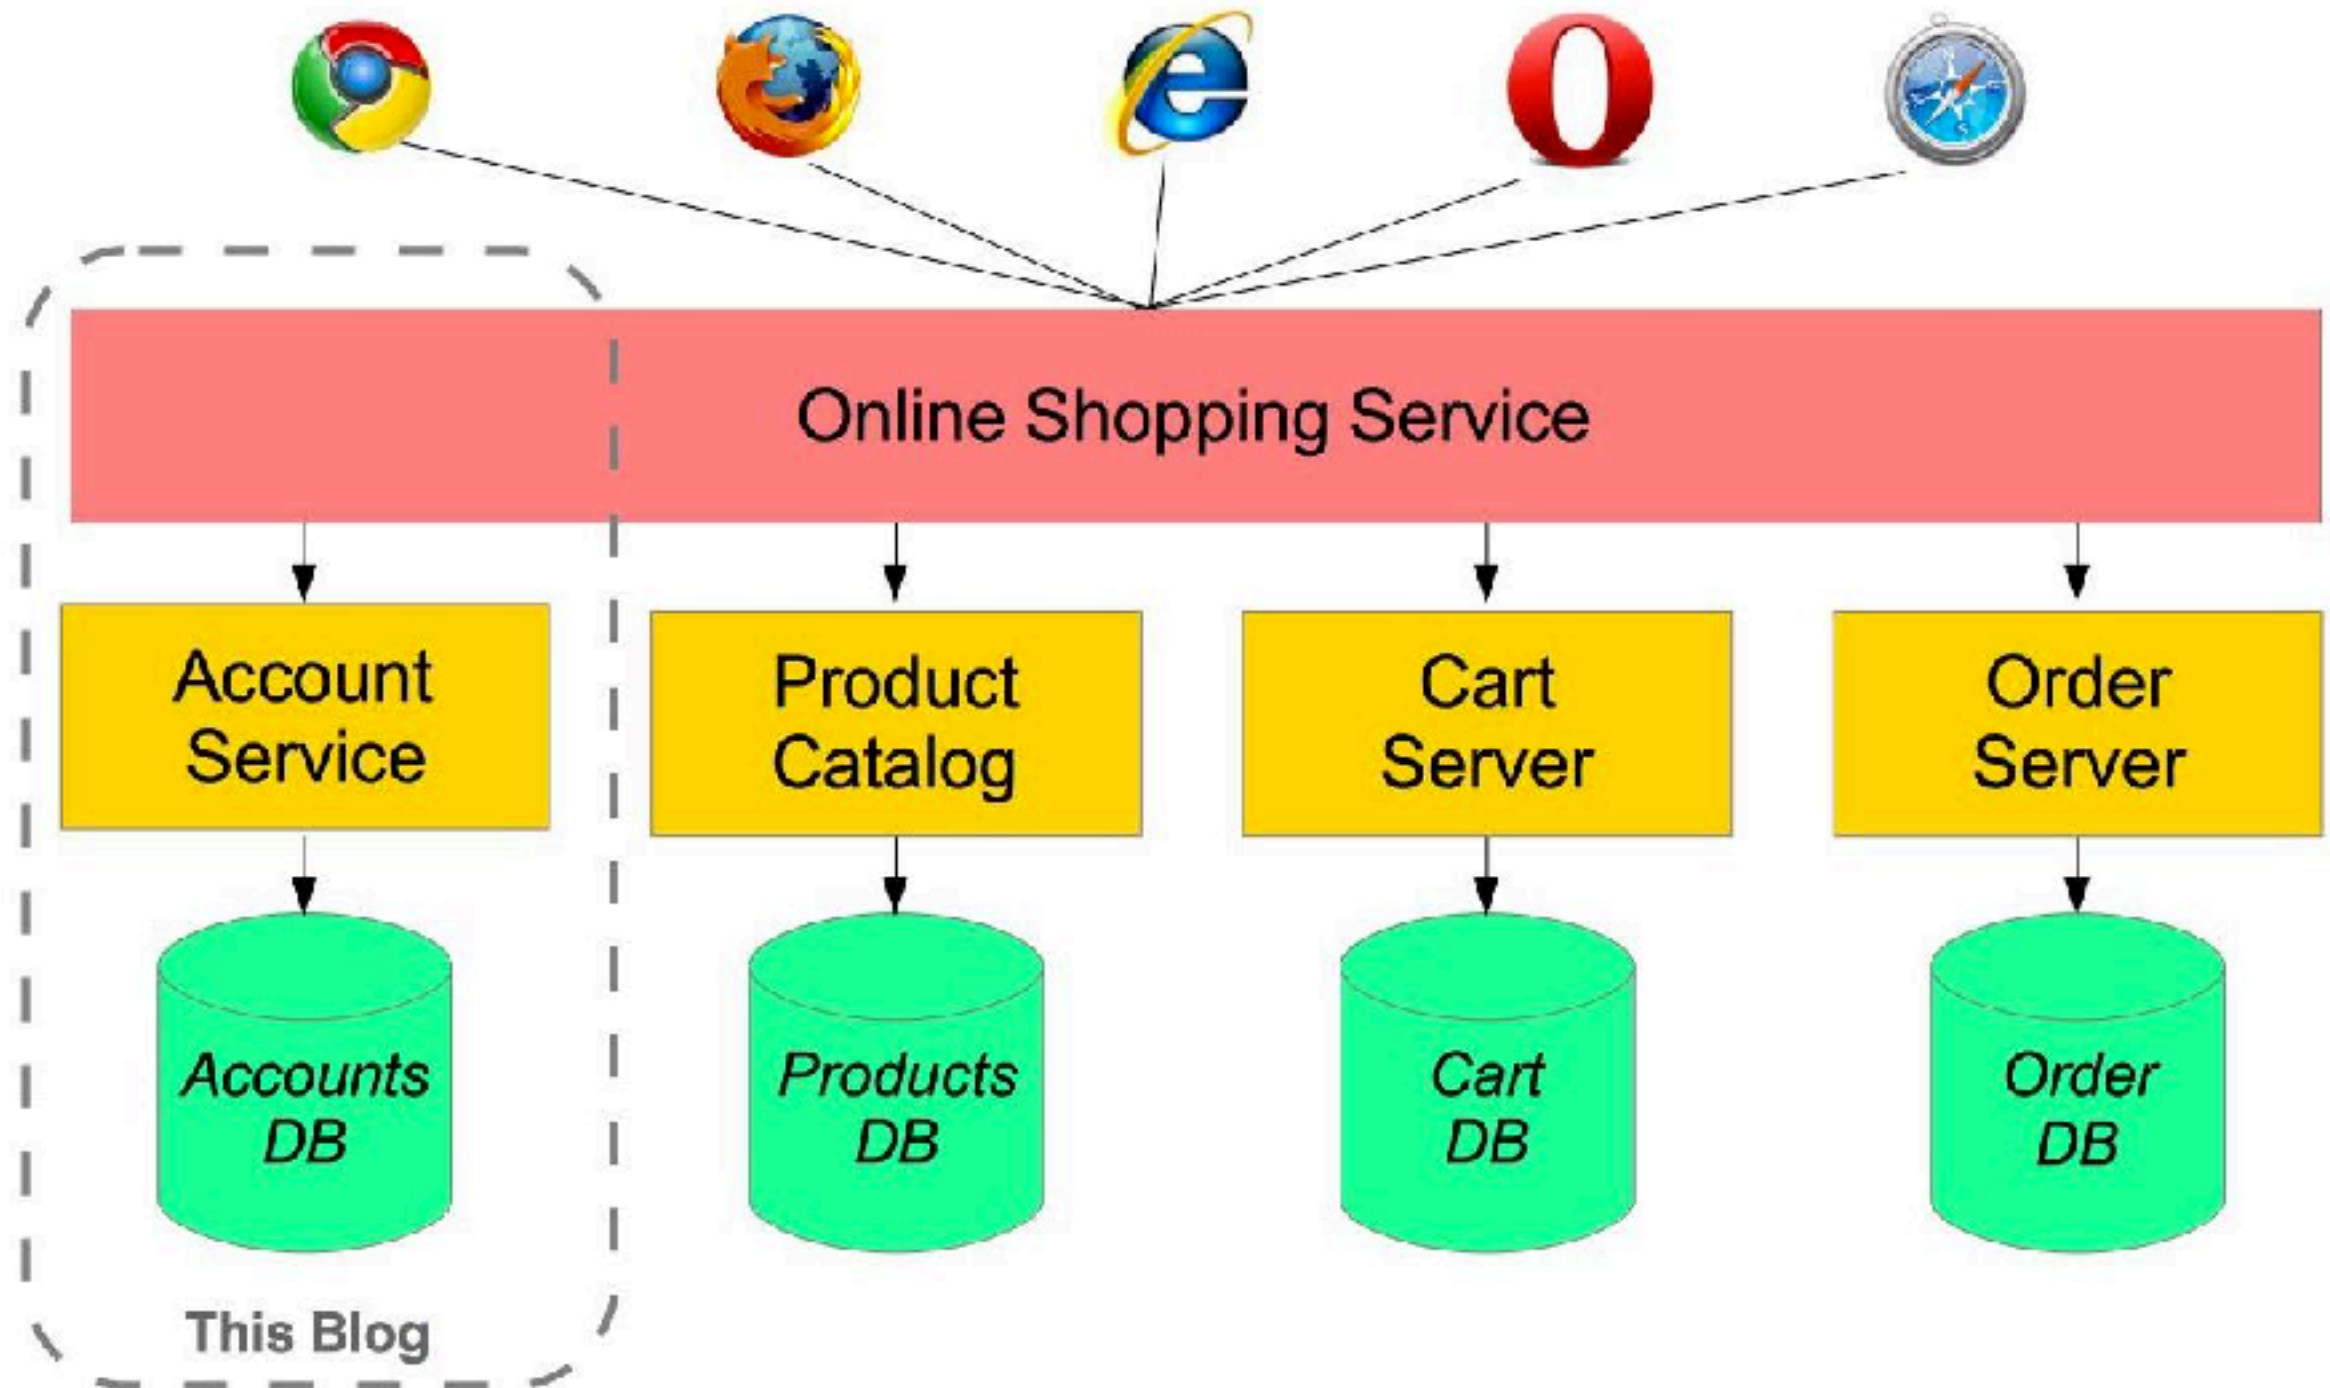 Online Shopping Service
Account
Service
Product
Catalog
Cart
Server
Order
Server
Accounts
DB
Products
DB
Cart
DB
Order
DB
This Blog